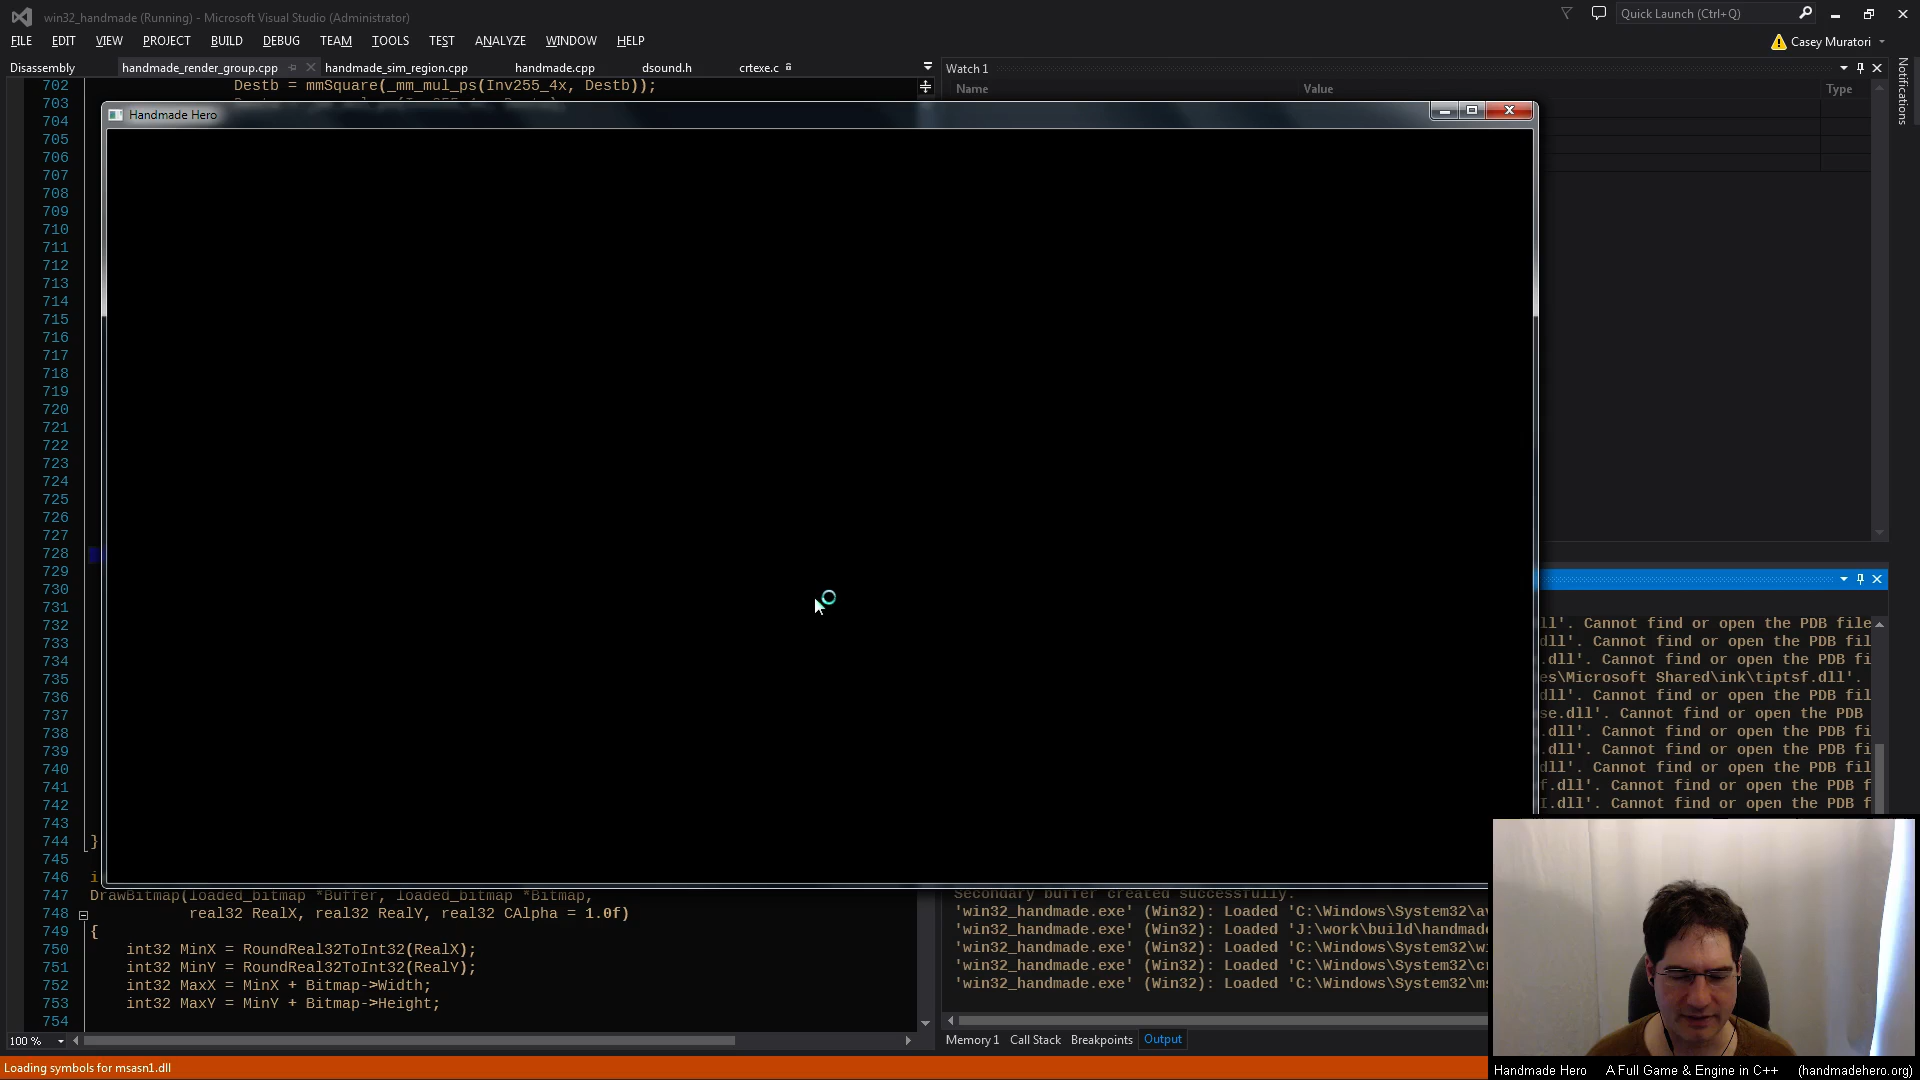 win32_handmade (Running) - Microsoft Visual Studio (Administrator)
Quick Launch (Ctrl+Q)
FILE EDIT VIEW PROJECT BUILD DEBUG TEAM TOOLS TEST ANALYZE WINDOW HELP
Casey Muratori
Disassembly handmade_render_group.cpp handmade_sim_region.cpp handmade.cpp dsound.h crtexe.c
Watch 1
Name Value Type
Notifications
702 Destb = mmSquare(_mm_mul_ps(Inv255_4x, Destb));
703
Handmade Hero
704
705
706
707
708
709
710
711
712
713
714
715
716
717
718
719
720
721
722
723
724
725
726
727
728
729
730
731
732
733
734
735
736
737
738
739
740
741
742
743
744 }
745
746 i
747 DrawBitmap(loaded_bitmap *Buffer, loaded_bitmap *Bitmap,
748 real32 RealX, real32 RealY, real32 CAlpha = 1.0f)
749 {
750 int32 MinX = RoundReal32ToInt32(RealX);
751 int32 MinY = RoundReal32ToInt32(RealY);
752 int32 MaxX = MinX + Bitmap->Width;
753 int32 MaxY = MinY + Bitmap->Height;
754
100 %
ll'. Cannot find or open the PDB file
dll'. Cannot find or open the PDB fil
.dll'. Cannot find or open the PDB fi
es\Microsoft Shared\ink\tiptsf.dll'.
dll'. Cannot find or open the PDB fil
se.dll'. Cannot find or open the PDB
.dll'. Cannot find or open the PDB fi
.dll'. Cannot find or open the PDB fi
dll'. Cannot find or open the PDB fil
f.dll'. Cannot find or open the PDB f
I.dll'. Cannot find or open the PDB f
Secondary buffer created successfully.
'win32_handmade.exe' (Win32): Loaded 'C:\Windows\System32\av
'win32_handmade.exe' (Win32): Loaded 'J:\work\build\handmade
'win32_handmade.exe' (Win32): Loaded 'C:\Windows\System32\wi
'win32_handmade.exe' (Win32): Loaded 'C:\Windows\System32\cr
'win32_handmade.exe' (Win32): Loaded 'C:\Windows\System32\ms
Memory 1 Call Stack Breakpoints Output
Loading symbols for msasn1.dll
Handmade Hero A Full Game & Engine in C++ (handmadehero.org)